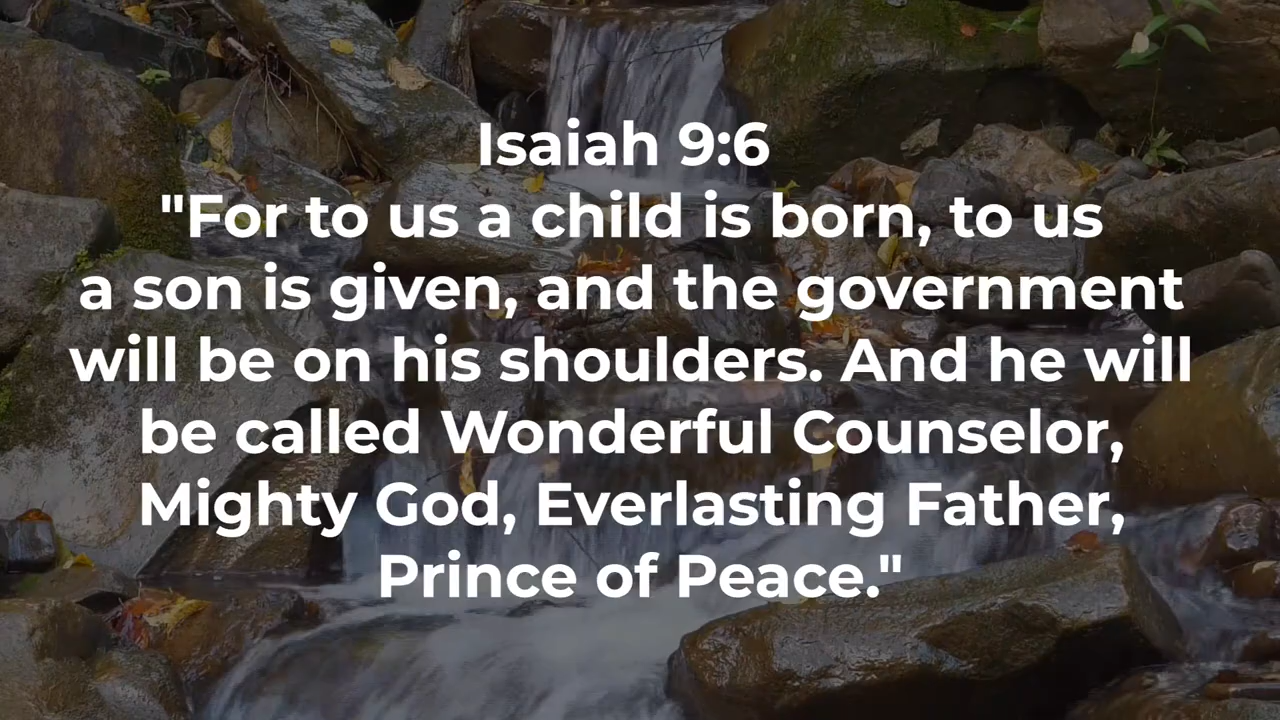 Isaiah 9:6
"For to us a child is born, to us
a son is given, and the government
will be on his shoulders. And he will
be called Wonderful Counselor,
Mighty God, Everlasting Father,
Prince of Peace."